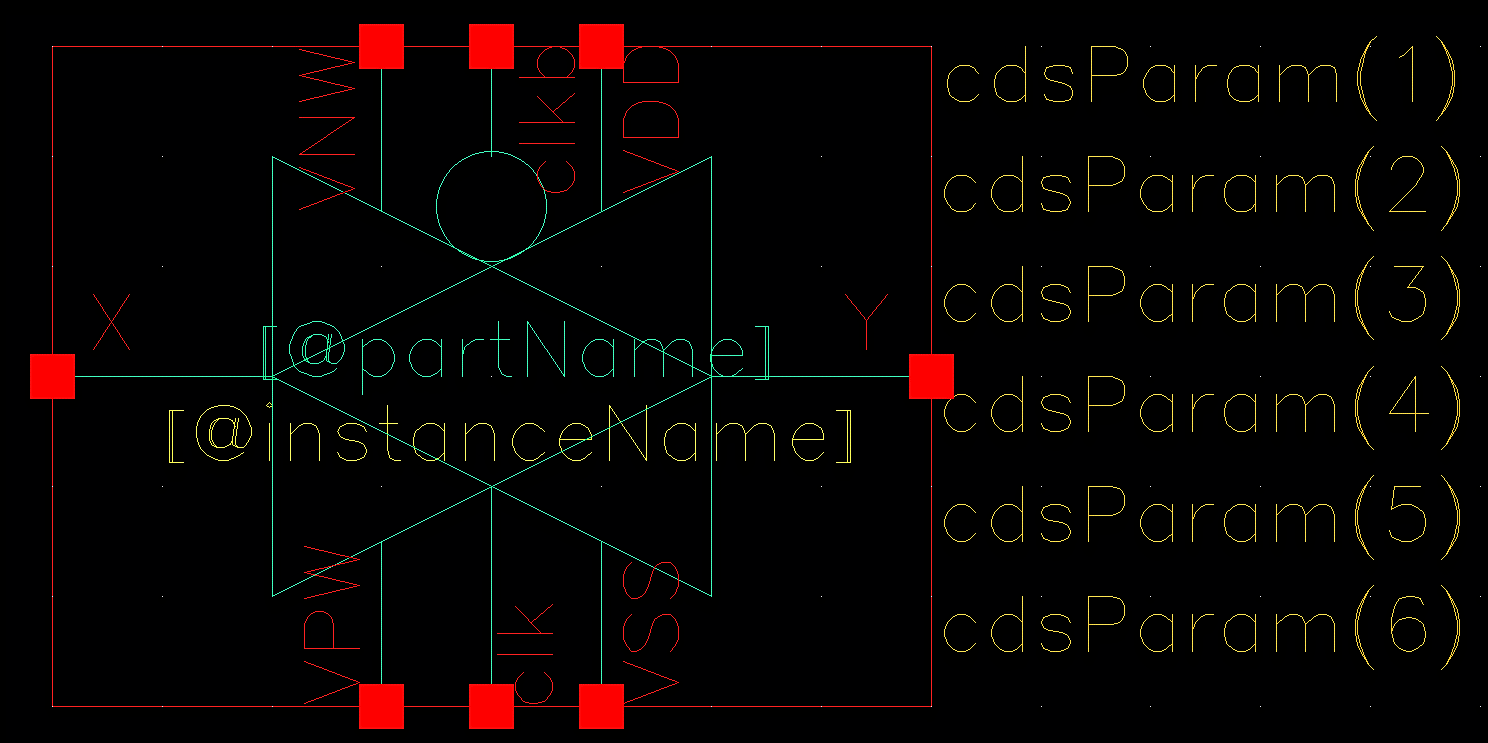 VNW
clkb
VDD
cdsParam(1)
cdsParam(2)
X
Y
cdsParam(3)
[@partName]
cdsParam(4)
[@instanceName]
cdsParam(5)
VPW
clk
VSS
cdsParam(6)